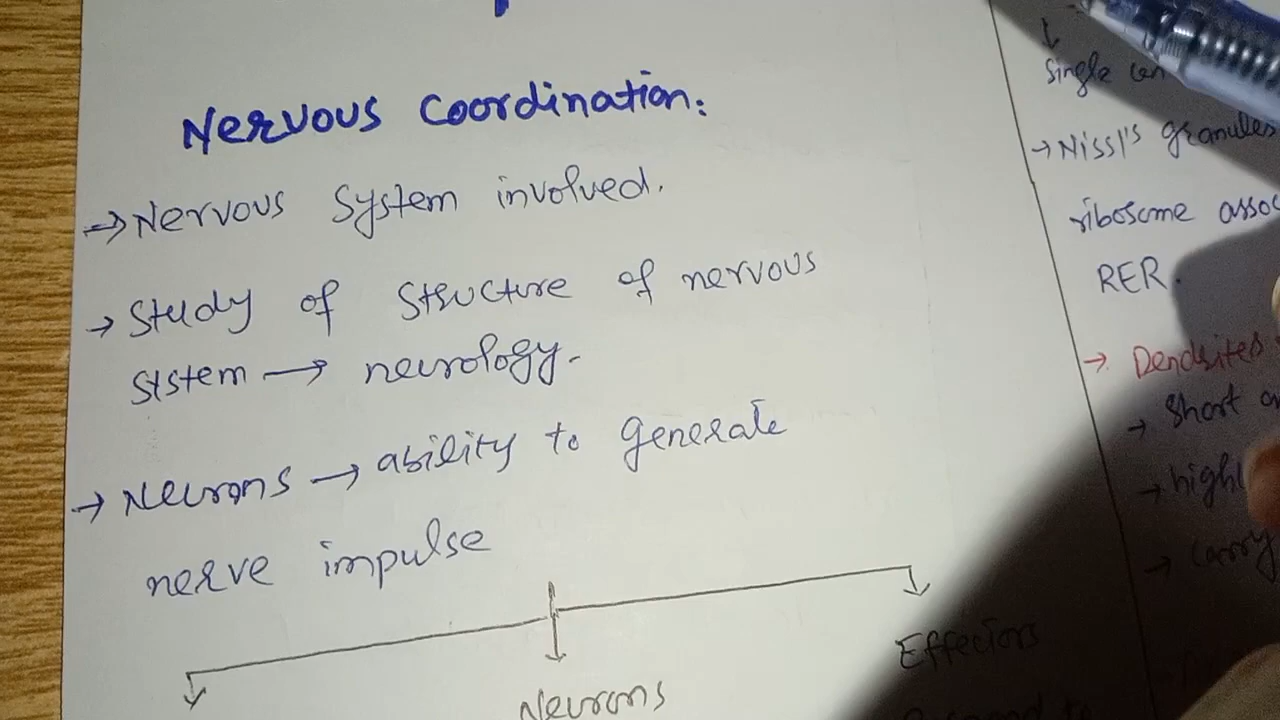 Nervous Coordination:
→ Nervous System involved.
→ Study of structure of nervous
system → neurology.
→ Neurons → ability to generate
nerve impulse
Effectors
Neurons
↓
Single
→ Nissl's granules
ribosome
RER.
→ Dendrites
→ Short
→
→ carry